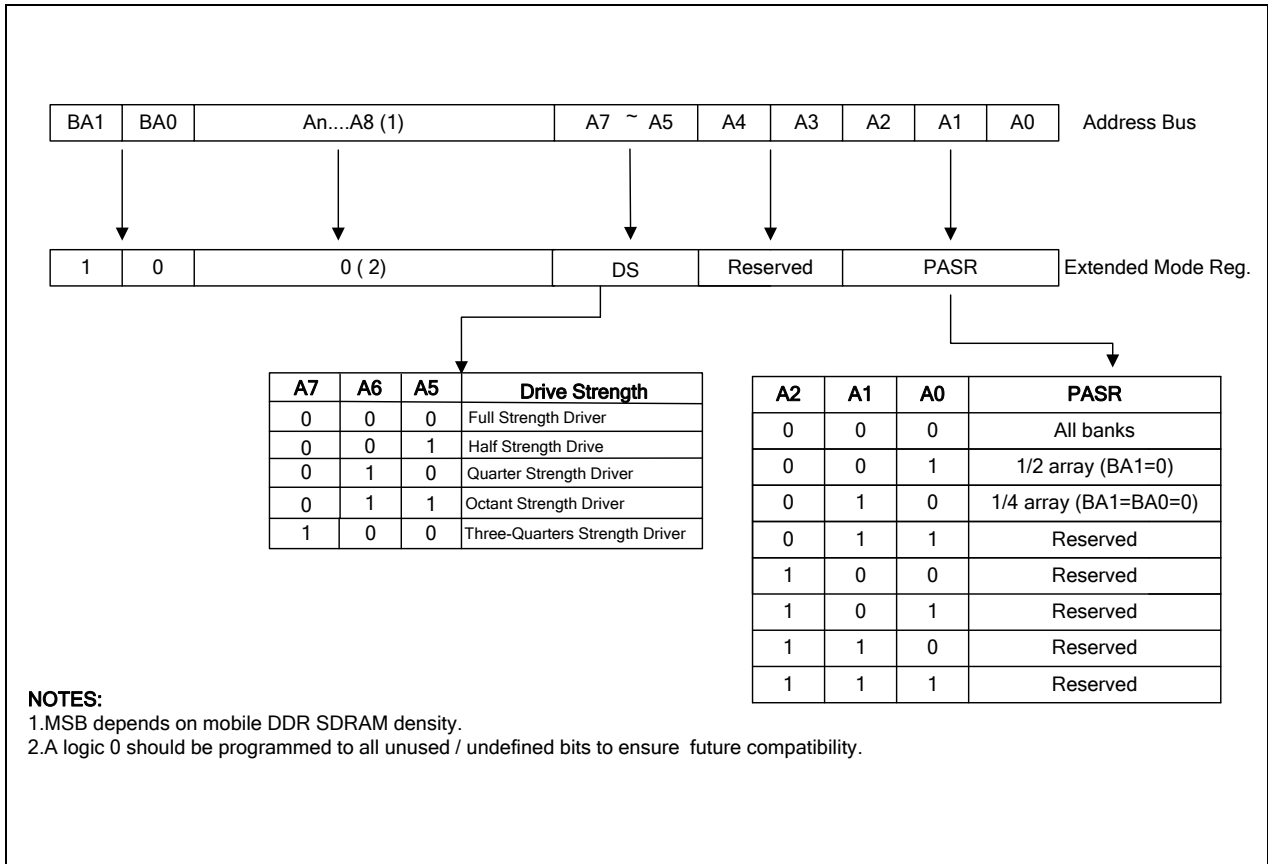 BA1 BA0 An....A8 (1) A7 ~ A5 A4 A3 A2 A1 A0 Address Bus
1 0 0 ( 2) DS Reserved PASR Extended Mode Reg.
A7 A6 A5 Drive Strength
0 0 0 Full Strength Driver
0 0 1 Half Strength Drive
0 1 0 Quarter Strength Driver
0 1 1 Octant Strength Driver
1 0 0 Three-Quarters Strength Driver
A2 A1 A0 PASR
0 0 0 All banks
0 0 1 1/2 array (BA1=0)
0 1 0 1/4 array (BA1=BA0=0)
0 1 1 Reserved
1 0 0 Reserved
1 0 1 Reserved
1 1 0 Reserved
1 1 1 Reserved
NOTES:
1.MSB depends on mobile DDR SDRAM density.
2.A logic 0 should be programmed to all unused / undefined bits to ensure future compatibility.